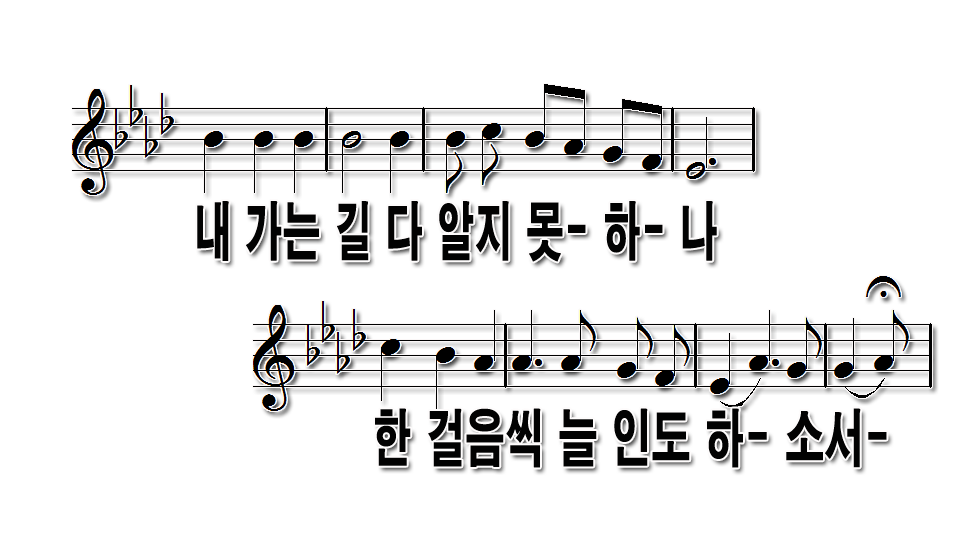 내 가는 길 다 알지 못- 하- 나
한 걸음씩 늘 인도 하- 소서-